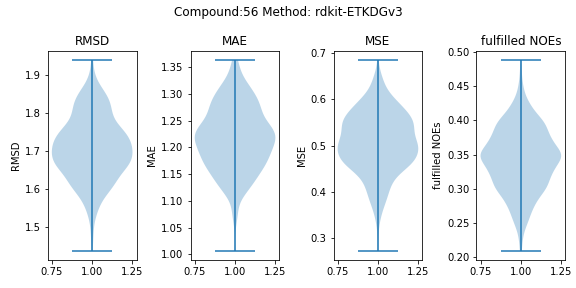 Compound:56 Method: rdkit-ETKDGv3
RMSD
MAE
MSE
fulfilled NOEs
RMSD
1.9
1.8
1.7
1.6
1.5
0.75 1.00 1.25
MAE
1.35
1.30
1.25
1.20
1.15
1.10
1.05
1.00
0.75 1.00 1.25
MSE
0.7
0.6
0.5
0.4
0.3
0.75 1.00 1.25
fulfilled NOEs
0.50
0.45
0.40
0.35
0.30
0.25
0.20
0.75 1.00 1.25